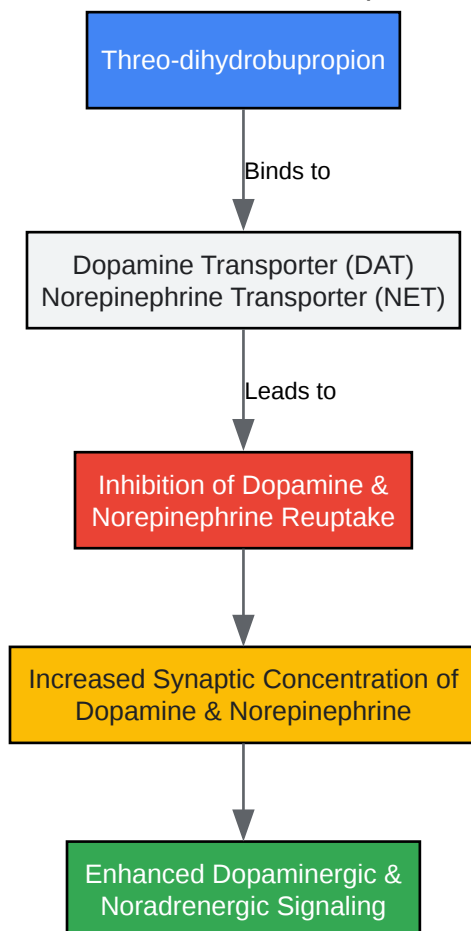 Threo-dihydrobupropion
Binds to
Dopamine Transporter (DAT)
Norepinephrine Transporter (NET)
Leads to
Inhibition of Dopamine &
Norepinephrine Reuptake
Increased Synaptic Concentration of
Dopamine & Norepinephrine
Enhanced Dopaminergic &
Noradrenergic Signaling